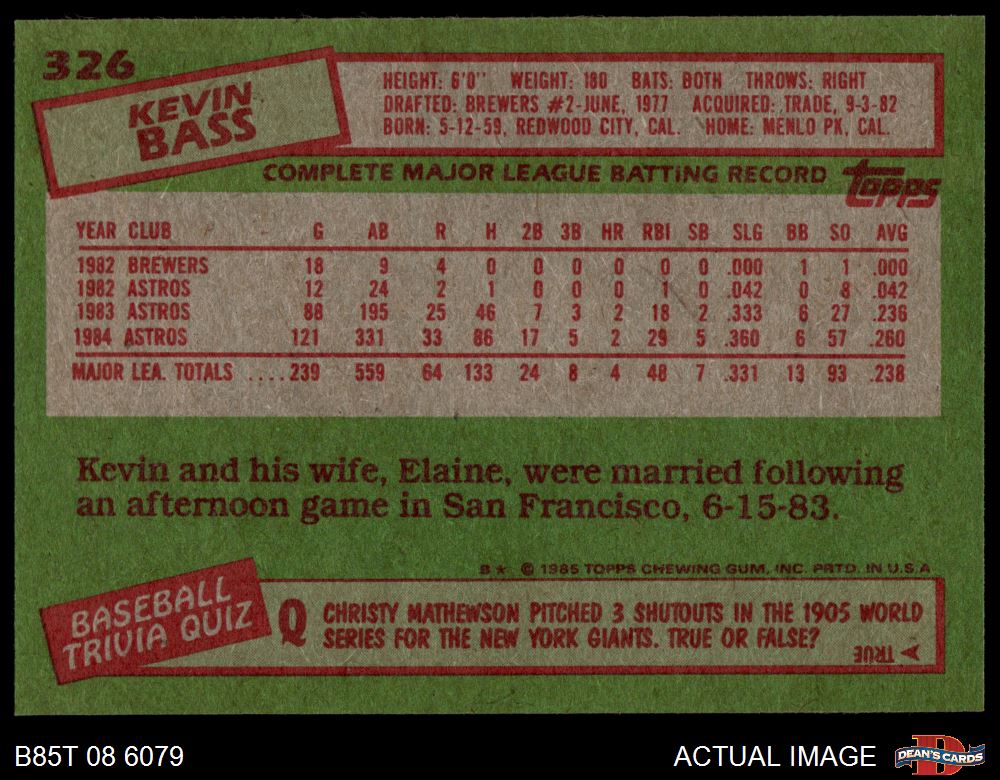 326
KEVIN
BASS
HEIGHT: 6'0" WEIGHT: 180 BATS: BOTH THROWS: RIGHT
DRAFTED: BREWERS #2-JUNE, 1977 ACQUIRED: TRADE, 9-3-82
BORN: 5-12-59, REDWOOD CITY, CAL. HOME: MENLO PK, CAL.
COMPLETE MAJOR LEAGUE BATTING RECORD topps
YEAR CLUB - G AB R H 2B 3B HR RBI SB SLG BB SO AVG
1982 BREWERS 18 9 4 0 0 0 0 0 0 .000 1 1 .000
1982 ASTROS 12 24 2 1 0 0 0 1 0 .042 0 8 .042
1983 ASTROS 88 195 25 46 7 3 2 18 2 .333 6 27 .236
1984 ASTROS 121 331 33 86 17 5 2 29 5 .360 6 57 .260
MAJOR LEA. TOTALS ....239 559 64 133 24 8 4 48 7 .331 13 93 .238
Kevin and his wife, Elaine, were married following
an afternoon game in San Francisco, 6-15-83.
B★ © 1985 TOPPS CHEWING GUM, INC. PRTD. IN U.S.A
BASEBALL
TRIVIA QUIZ
Q CHRISTY MATHEWSON PITCHED 3 SHUTOUTS IN THE 1905 WORLD
SERIES FOR THE NEW YORK GIANTS. TRUE OR FALSE?
A TRUE
B85T 08 6079 ACTUAL IMAGE DEAN'S CARDS